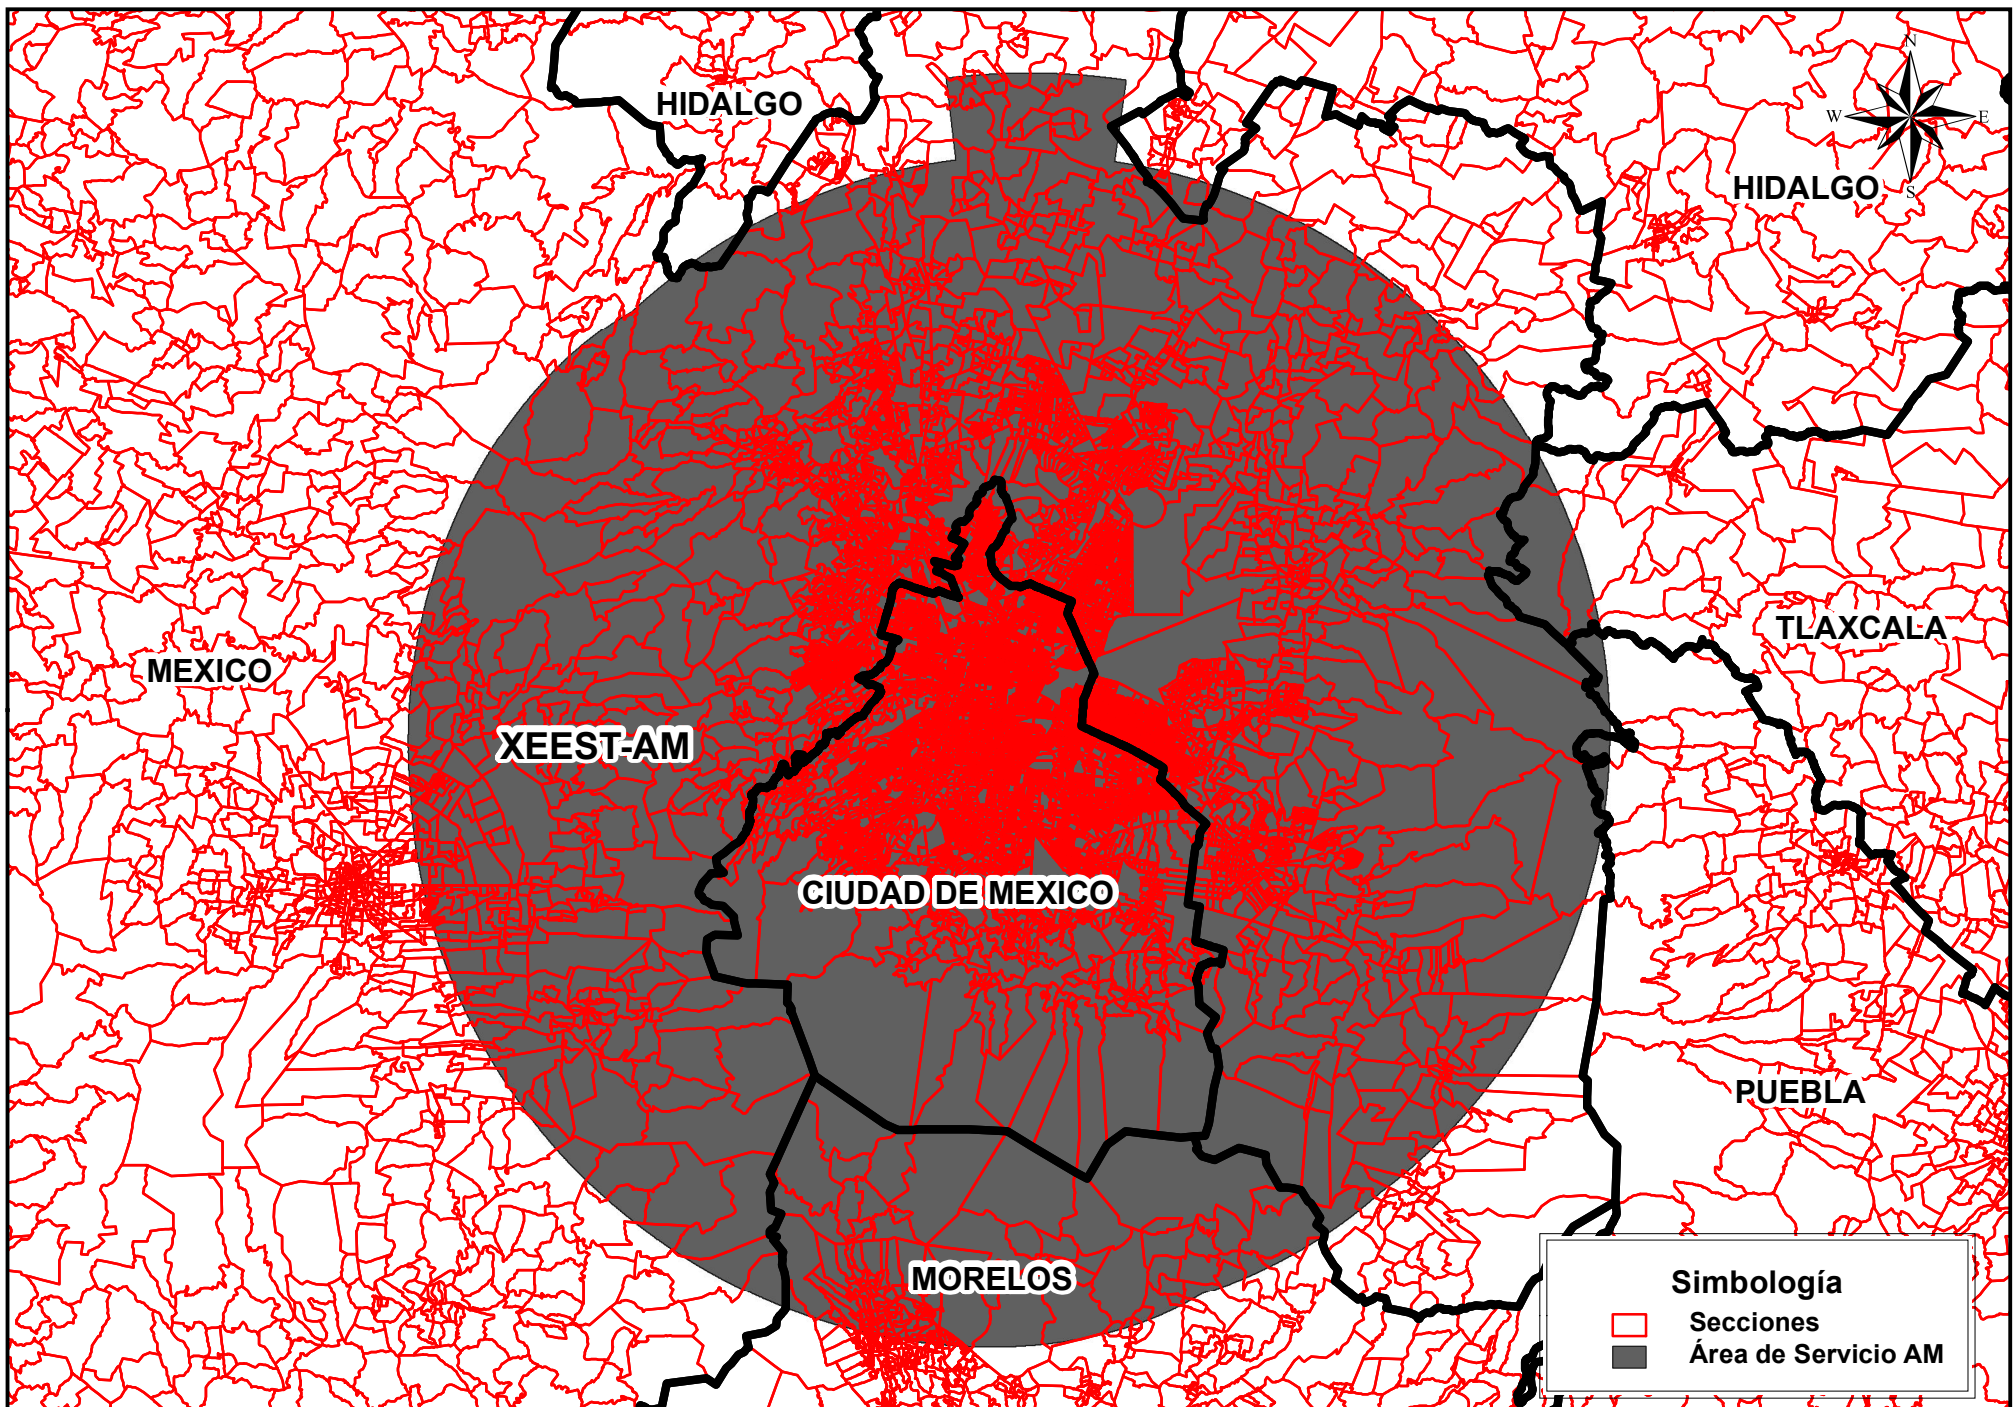 N
HIDALGO
W
E
HIDALGO
S
TLAXCALA
MEXICO
XEEST-AM
CIUDAD DE MEXICO
PUEBLA
MORELOS
Simbología
Secciones
Área de Servicio AM